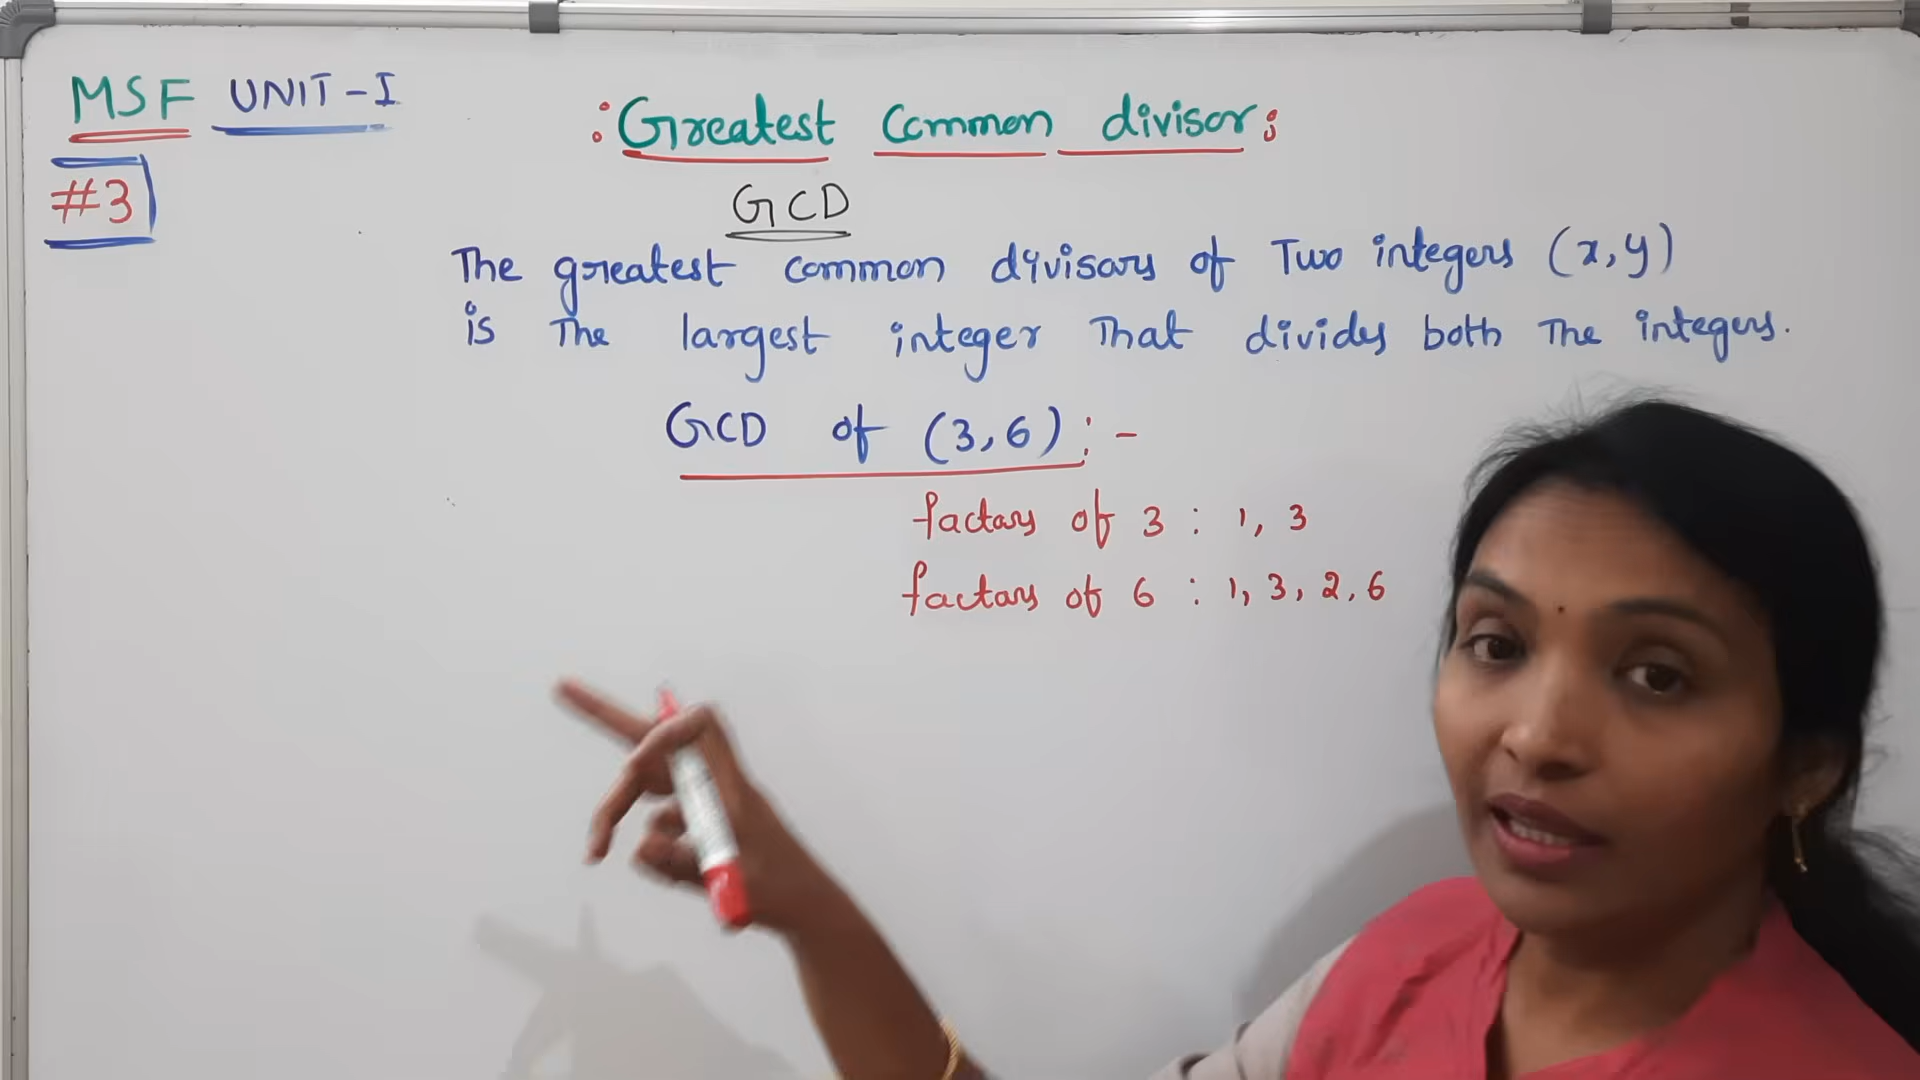 MSF UNIT-I
#3
:Greatest Common divisor:
GCD
The greatest common divisors of Two integers (x,y)
is The largest integer That divides both The integers.
GCD of (3,6):-
factors of 3 : 1, 3
factors of 6 : 1, 3, 2, 6